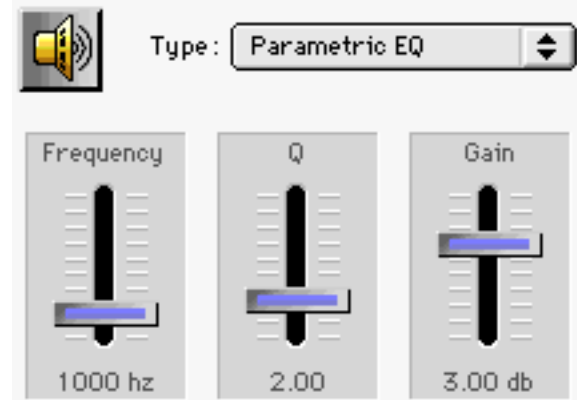 Type: Parametric EQ
Frequency Q Gain
1000 hz 2.00 3.00 db